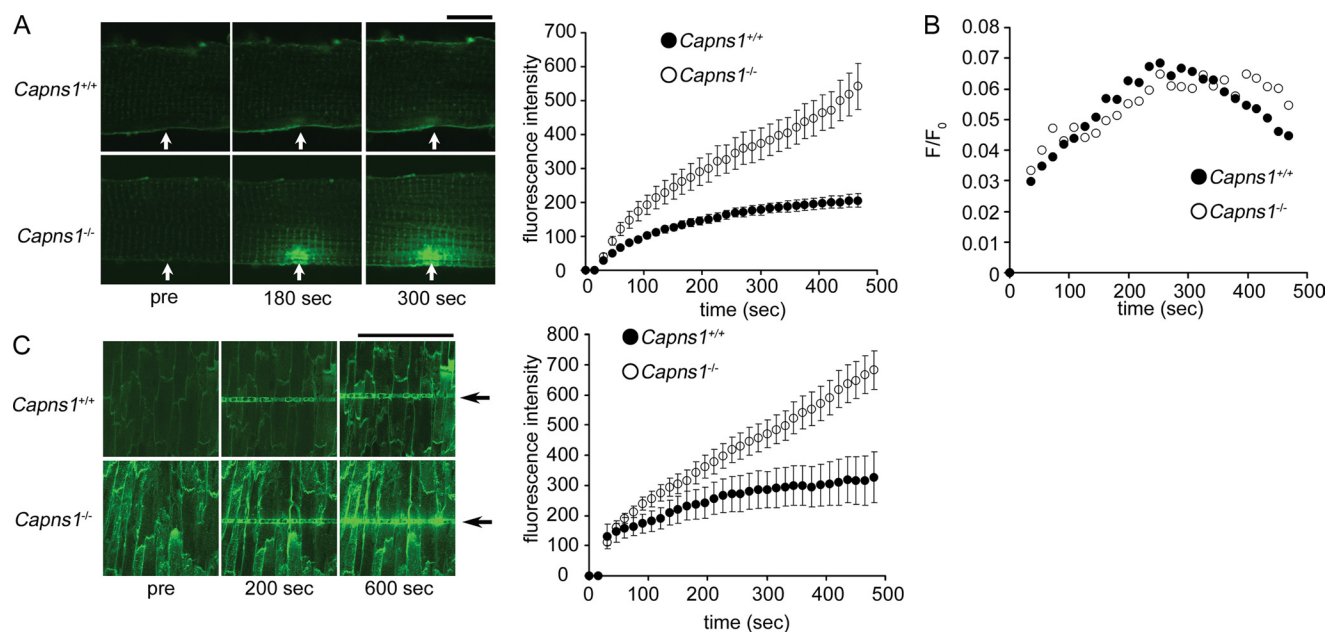 A
Capns1+/+
Capns1-/-
pre
180 sec
300 sec
fluorescence intensity
700
600
500
400
300
200
100
0
Capns1+/+
Capns1-/-
0
100
200
300
400
500
time (sec)
B
F/F0
0.08
0.07
0.06
0.05
0.04
0.03
0.02
0.01
0
Capns1+/+
Capns1-/-
0
100
200
300
400
500
time (sec)
C
Capns1+/+
Capns1-/-
pre
200 sec
600 sec
fluorescence intensity
800
700
600
500
400
300
200
100
0
Capns1+/+
Capns1-/-
0
100
200
300
400
500
time (sec)